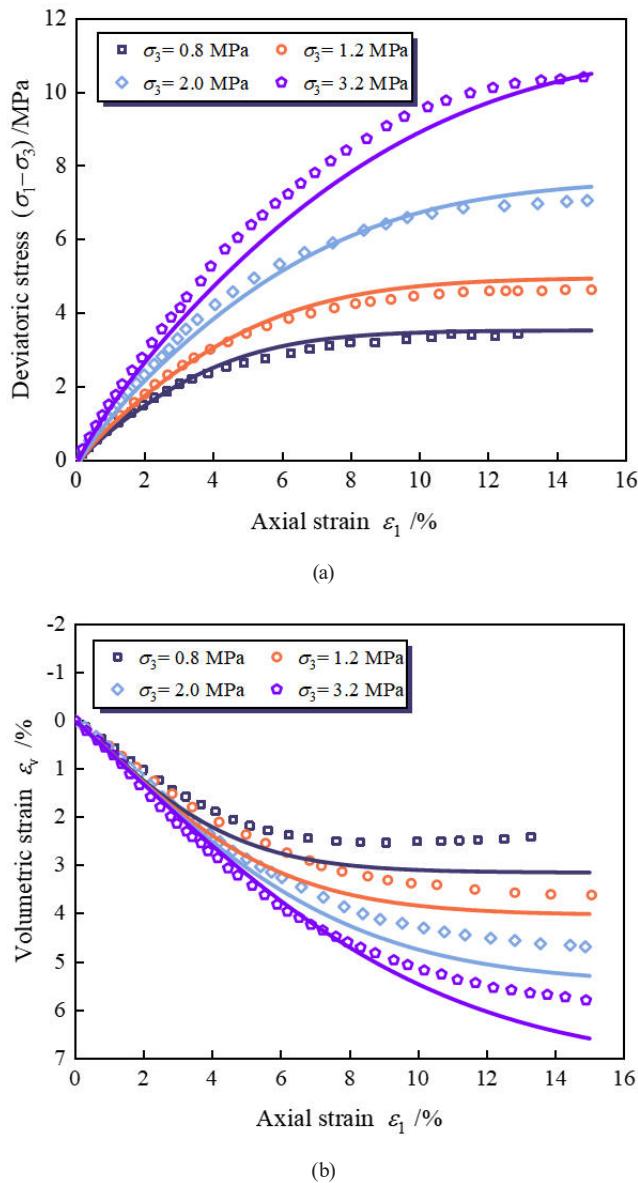 σ3= 0.8 MPa σ3= 1.2 MPa
σ3= 2.0 MPa σ3= 3.2 MPa
Deviatoric stress (σ1−σ3) /MPa
12
10
8
6
4
2
0
0 2 4 6 8 10 12 14 16
Axial strain ε1 /%
(a)
σ3= 0.8 MPa σ3= 1.2 MPa
σ3= 2.0 MPa σ3= 3.2 MPa
Volumetric strain εv /%
-2
-1
0
1
2
3
4
5
6
7
0 2 4 6 8 10 12 14 16
Axial strain ε1 /%
(b)